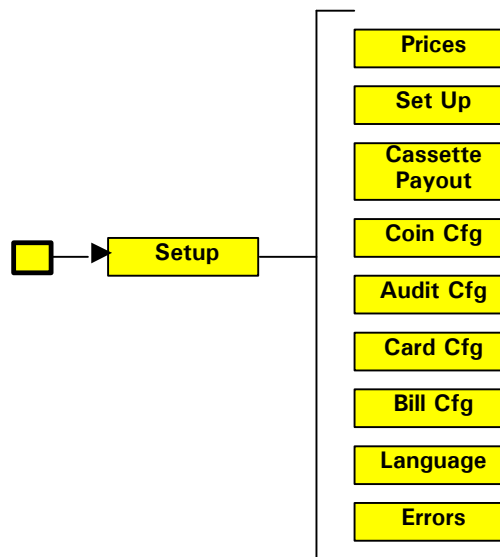 Prices
Set Up
Cassette
Payout
Setup
Coin Cfg
Audit Cfg
Card Cfg
Bill Cfg
Language
Errors